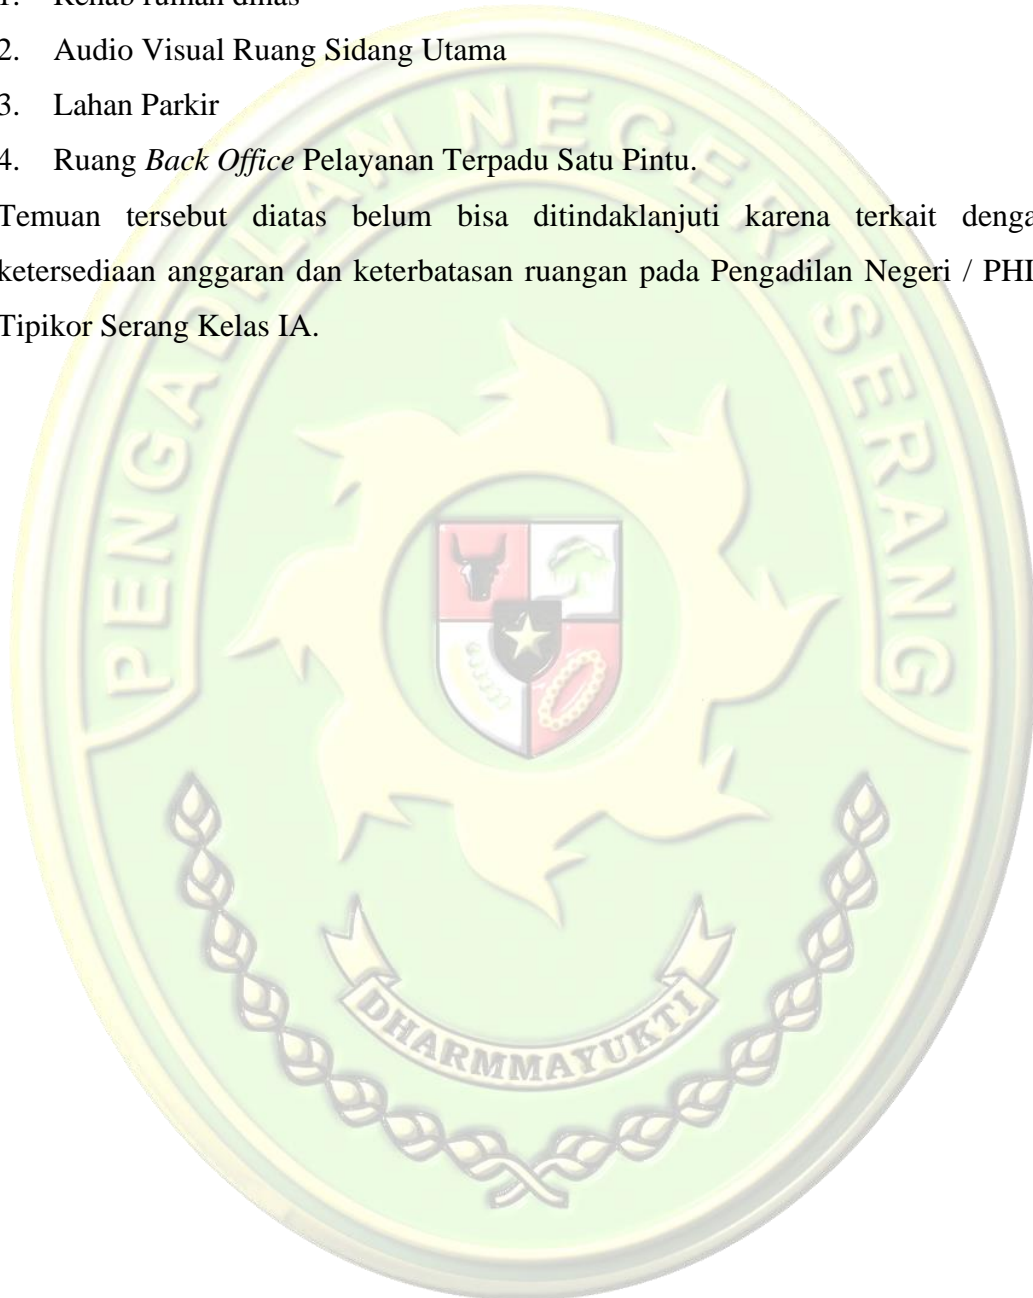 2. Audio Visual Ruang Sidang Utama
3. Lahan Parkir
4. Ruang Back Office Pelayanan Terpadu Satu Pintu.
Temuan tersebut diatas belum bisa ditindaklanjuti karena terkait denga
ketersediaan anggaran dan keterbatasan ruangan pada Pengadilan Negeri / PHI
Tipikor Serang Kelas IA.
PENGADILAN NEGERI SERANG
DHARMMAYUKTI